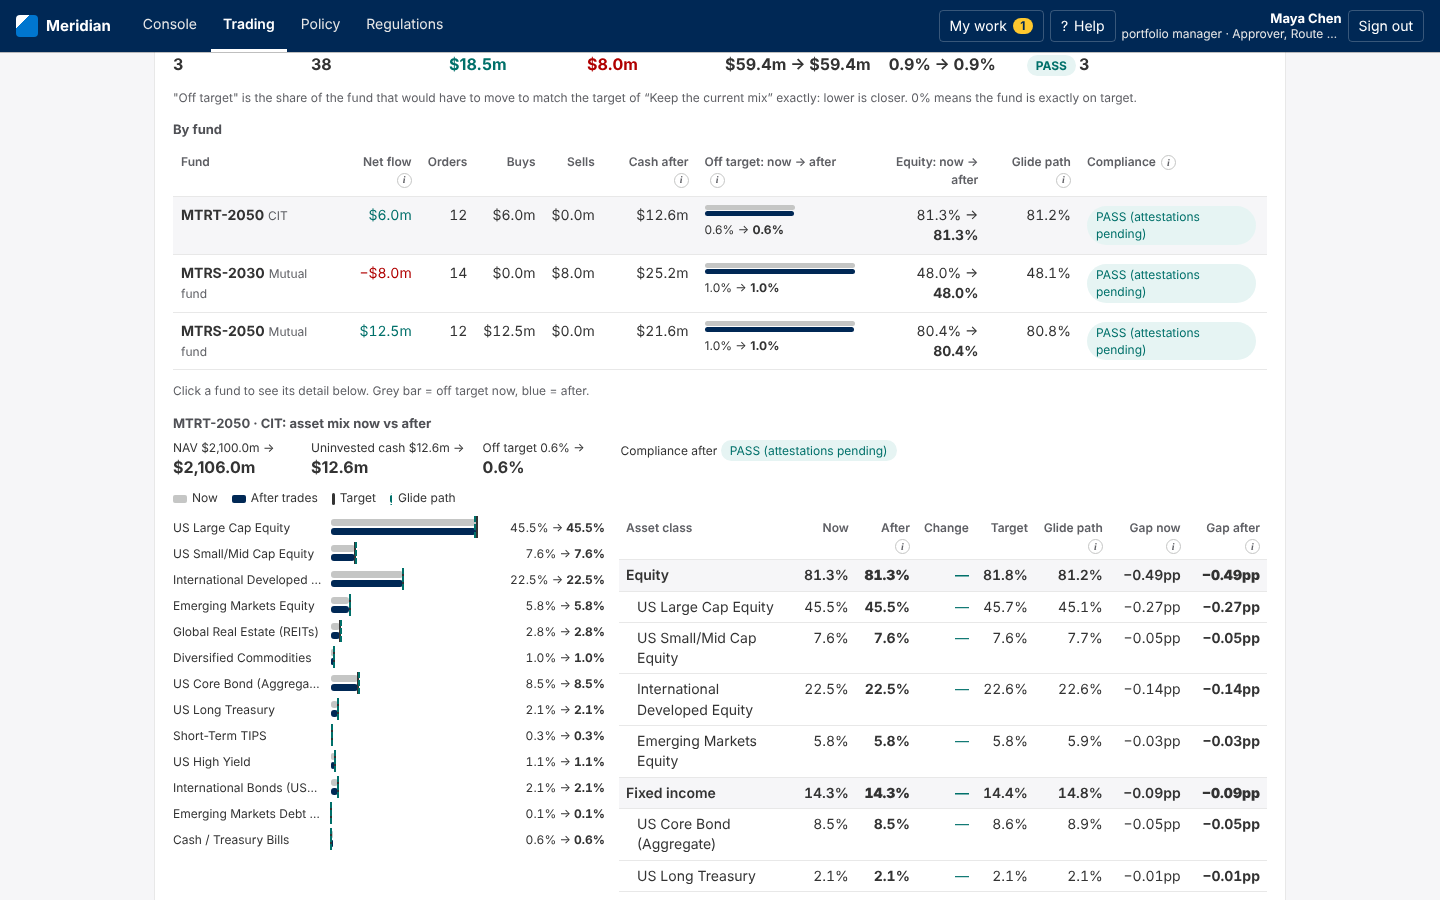 Meridian
Console
Trading
Policy
Regulations
My work 1
? Help
Maya Chen
portfolio manager · Approver, Route ...
Sign out
3 38 $18.5m $8.0m $59.4m → $59.4m 0.9% → 0.9% PASS 3
"Off target" is the share of the fund that would have to move to match the target of “Keep the current mix” exactly: lower is closer. 0% means the fund is exactly on target.
By fund
Fund Net flow i Orders Buys Sells Cash after i Off target: now → after i Equity: now → after Glide path i Compliance i
MTRT-2050 CIT $6.0m 12 $6.0m $0.0m $12.6m 0.6% → 0.6% 81.3% → 81.3% 81.2% PASS (attestations pending)
MTRS-2030 Mutual fund −$8.0m 14 $0.0m $8.0m $25.2m 1.0% → 1.0% 48.0% → 48.0% 48.1% PASS (attestations pending)
MTRS-2050 Mutual fund $12.5m 12 $12.5m $0.0m $21.6m 1.0% → 1.0% 80.4% → 80.4% 80.8% PASS (attestations pending)
Click a fund to see its detail below. Grey bar = off target now, blue = after.
MTRT-2050 · CIT: asset mix now vs after
NAV $2,100.0m → $2,106.0m
Uninvested cash $12.6m → $12.6m
Off target 0.6% → 0.6%
Compliance after PASS (attestations pending)
Now After trades Target Glide path
US Large Cap Equity 45.5% → 45.5%
US Small/Mid Cap Equity 7.6% → 7.6%
International Developed ... 22.5% → 22.5%
Emerging Markets Equity 5.8% → 5.8%
Global Real Estate (REITs) 2.8% → 2.8%
Diversified Commodities 1.0% → 1.0%
US Core Bond (Aggrega... 8.5% → 8.5%
US Long Treasury 2.1% → 2.1%
Short-Term TIPS 0.3% → 0.3%
US High Yield 1.1% → 1.1%
International Bonds (US... 2.1% → 2.1%
Emerging Markets Debt ... 0.1% → 0.1%
Cash / Treasury Bills 0.6% → 0.6%
Asset class Now After i Change Target Glide path i Gap now i Gap after i
Equity 81.3% 81.3% — 81.8% 81.2% −0.49pp −0.49pp
US Large Cap Equity 45.5% 45.5% — 45.7% 45.1% −0.27pp −0.27pp
US Small/Mid Cap Equity 7.6% 7.6% — 7.6% 7.7% −0.05pp −0.05pp
International Developed Equity 22.5% 22.5% — 22.6% 22.6% −0.14pp −0.14pp
Emerging Markets Equity 5.8% 5.8% — 5.8% 5.9% −0.03pp −0.03pp
Fixed income 14.3% 14.3% — 14.4% 14.8% −0.09pp −0.09pp
US Core Bond (Aggregate) 8.5% 8.5% — 8.6% 8.9% −0.05pp −0.05pp
US Long Treasury 2.1% 2.1% — 2.1% 2.1% −0.01pp −0.01pp